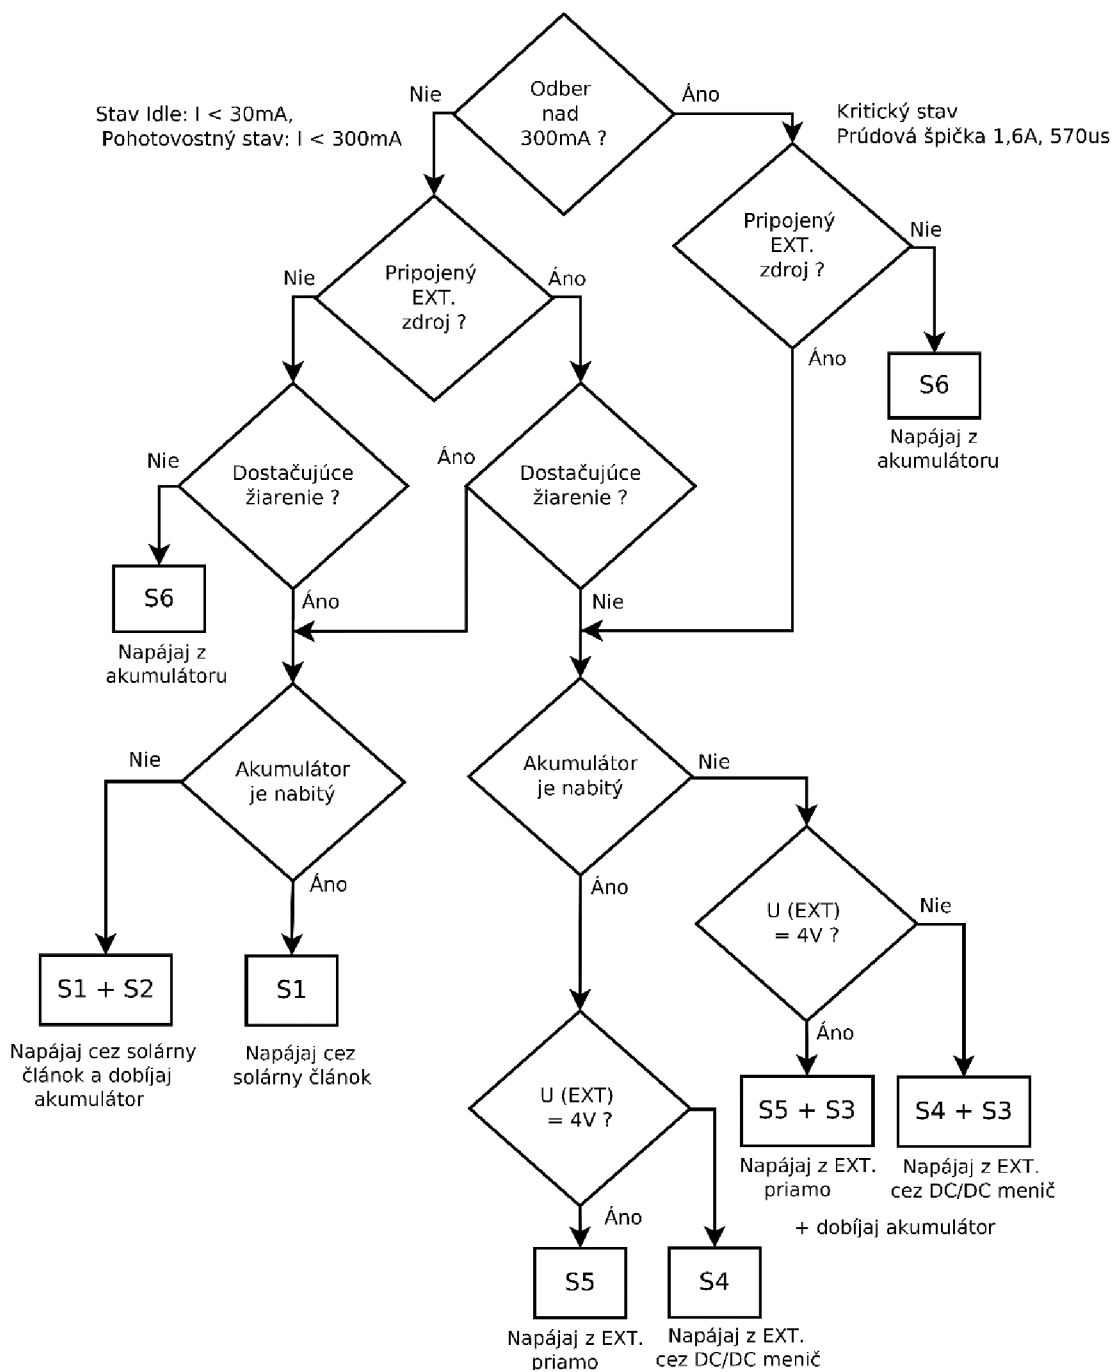 Odber
nad
300mA ?
Nie
Áno
Stav Idle: I < 30mA,
Pohotovostný stav: I < 300mA
Kritický stav
Prúdová špička 1,6A, 570us
Pripojený
EXT.
zdroj ?
Nie
Áno
Pripojený
EXT.
zdroj ?
Nie
Áno
S6
Napájaj z
akumulátoru
Dostačujúce
žiarenie ?
Nie
Áno
Dostačujúce
žiarenie ?
Áno
Nie
S6
Napájaj z
akumulátoru
Akumulátor
je nabitý
Nie
Áno
Akumulátor
je nabitý
Nie
Áno
U (EXT)
= 4V ?
Nie
Áno
S1 + S2
Napájaj cez solárny
článok a dobíjaj
akumulátor
S1
Napájaj cez
solárny článok
U (EXT)
= 4V ?
Áno
S5 + S3
Napájaj z EXT.
priamo
S4 + S3
Napájaj z EXT.
cez DC/DC menič
+ dobíjaj akumulátor
S5
Napájaj z EXT.
priamo
S4
Napájaj z EXT.
cez DC/DC menič